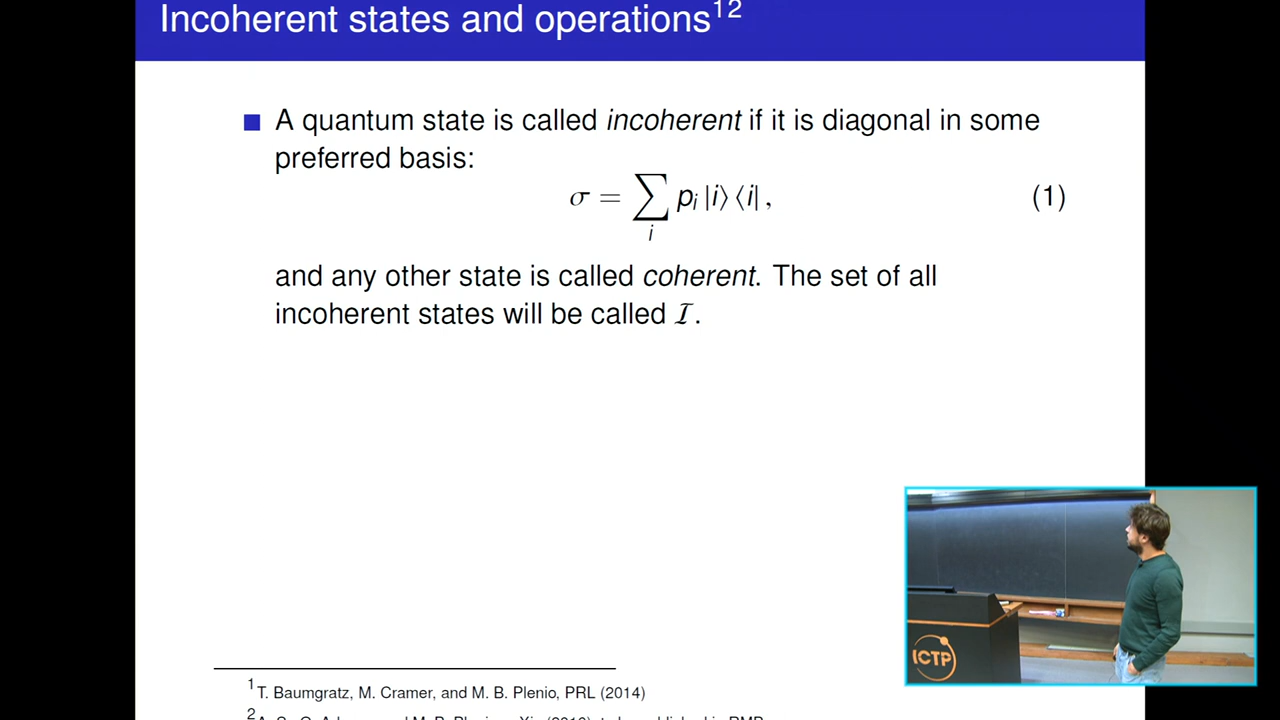 Incoherent states and operations¹²
A quantum state is called incoherent if it is diagonal in some
preferred basis:
σ = ∑ᵢ pᵢ |i⟩ ⟨i| , (1)
and any other state is called coherent. The set of all
incoherent states will be called ℐ.
ICTP
¹T. Baumgratz, M. Cramer, and M. B. Plenio, PRL (2014)